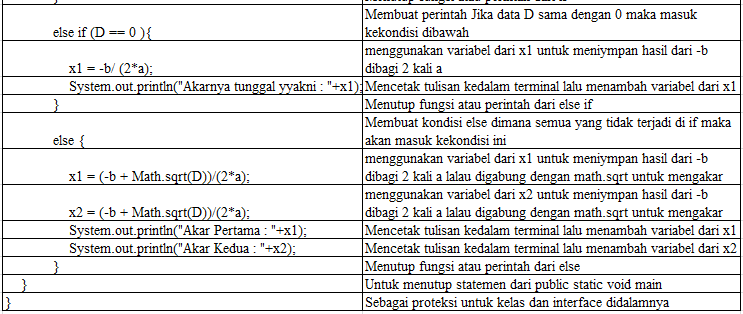 Membuat perintah Jika data D sama dengan 0 maka masuk
else if (D == 0 ){ kekondisi dibawah
menggunakan variabel dari x1 untuk meniympan hasil dari -b
x1 = -b/ (2*a); dibagi 2 kali a
System.out.println("Akarnya tunggal yyakni : "+x1); Mencetak tulisan kedalam terminal lalu menambah variabel dari x1
} Menutup fungsi atau perintah dari else if
Membuat kondisi else dimana semua yang tidak terjadi di if maka
else { akan masuk kekondisi ini
menggunakan variabel dari x1 untuk meniympan hasil dari -b
x1 = (-b + Math.sqrt(D))/(2*a); dibagi 2 kali a lalau digabung dengan math.sqrt untuk mengakar
menggunakan variabel dari x2 untuk meniympan hasil dari -b
x2 = (-b + Math.sqrt(D))/(2*a); dibagi 2 kali a lalau digabung dengan math.sqrt untuk mengakar
System.out.println("Akar Pertama : "+x1); Mencetak tulisan kedalam terminal lalu menambah variabel dari x1
System.out.println("Akar Kedua : "+x2); Mencetak tulisan kedalam terminal lalu menambah variabel dari x2
} Menutup fungsi atau perintah dari else
} Untuk menutup statemen dari public static void main
} Sebagai proteksi untuk kelas dan interface didalamnya